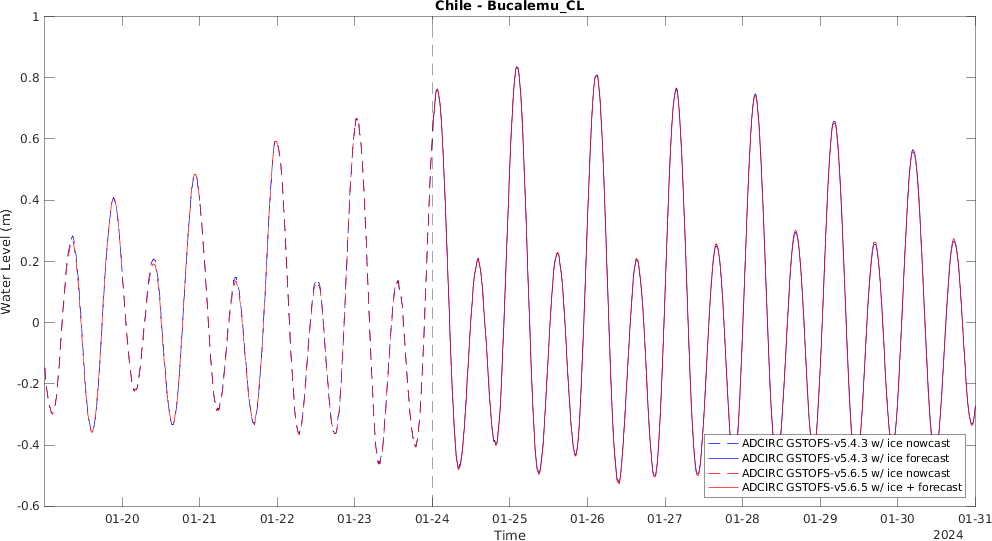 Chile - Bucalemu_CL
1
0.8
0.6
0.4
0.2
0
-0.2
-0.4
-0.6
Water Level (m)
ADCIRC GSTOFS-v5.4.3 w/ ice nowcast
ADCIRC GSTOFS-v5.4.3 w/ ice forecast
ADCIRC GSTOFS-v5.6.5 w/ ice nowcast
ADCIRC GSTOFS-v5.6.5 w/ ice + forecast
01-20 01-21 01-22 01-23 01-24 01-25 01-26 01-27 01-28 01-29 01-30 01-31
Time
2024